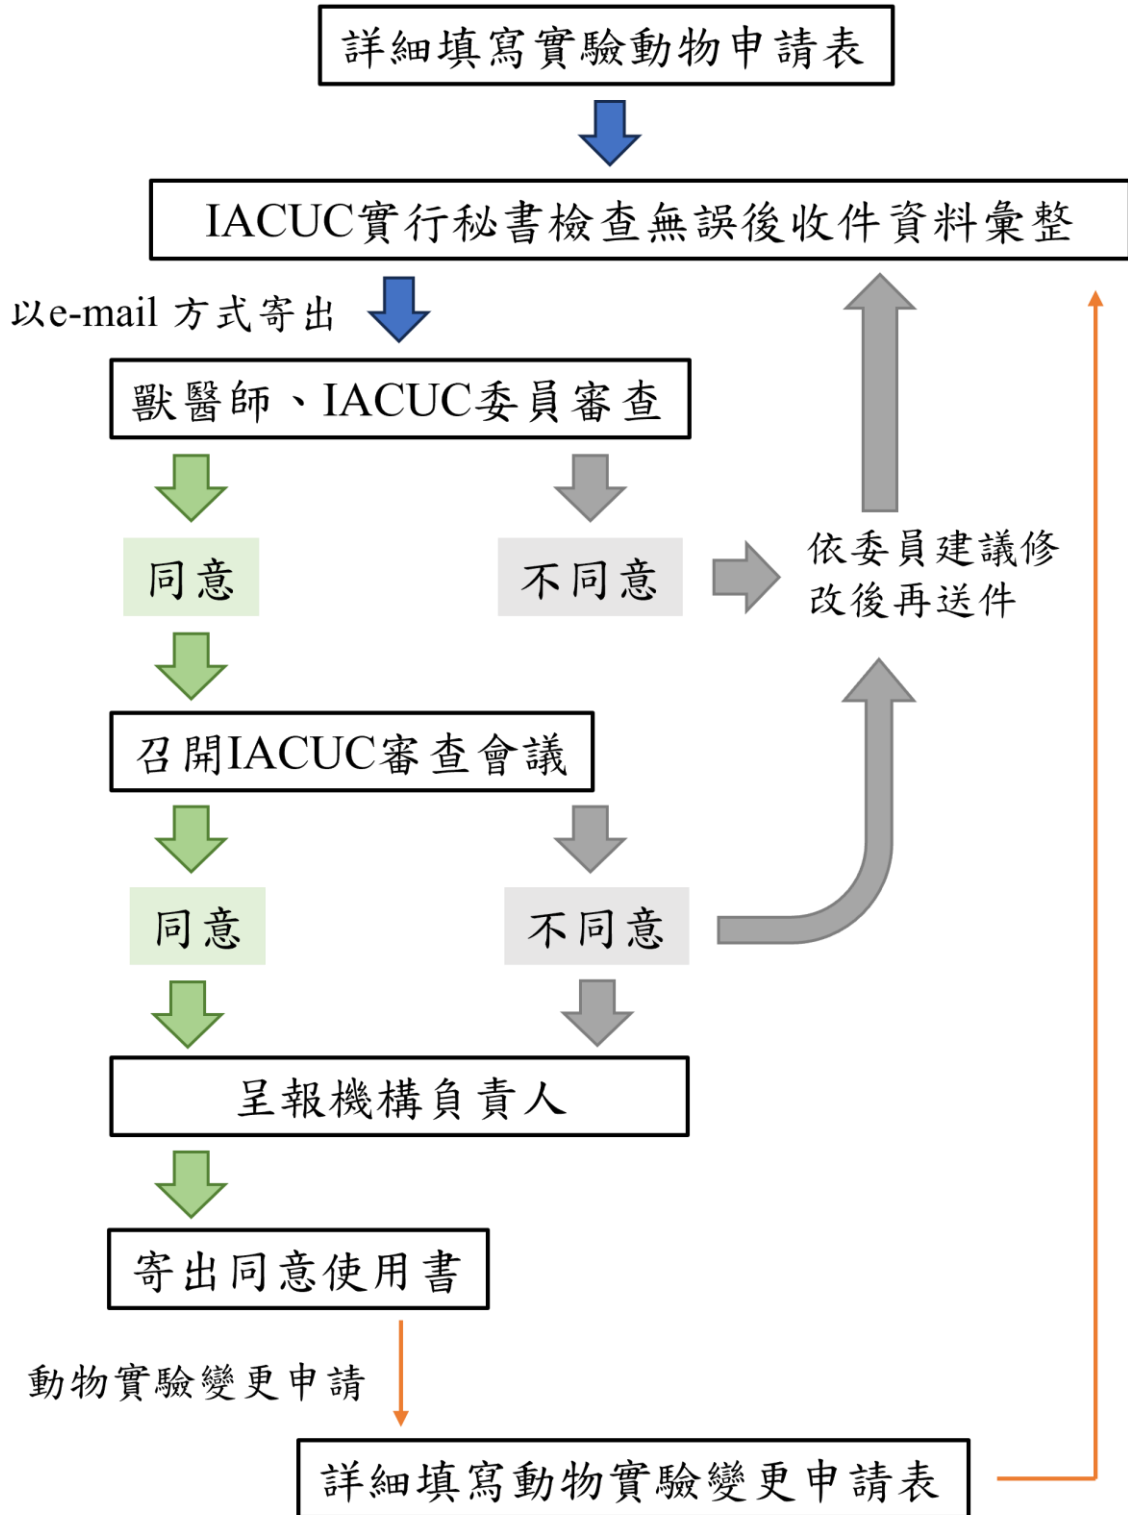 詳細填寫實驗動物申請表
IACUC實行秘書檢查無誤後收件資料彙整
以e-mail 方式寄出
獸醫師、IACUC委員審查
同意
不同意
依委員建議修
改後再送件
召開IACUC審查會議
同意
不同意
呈報機構負責人
寄出同意使用書
動物實驗變更申請
詳細填寫動物實驗變更申請表